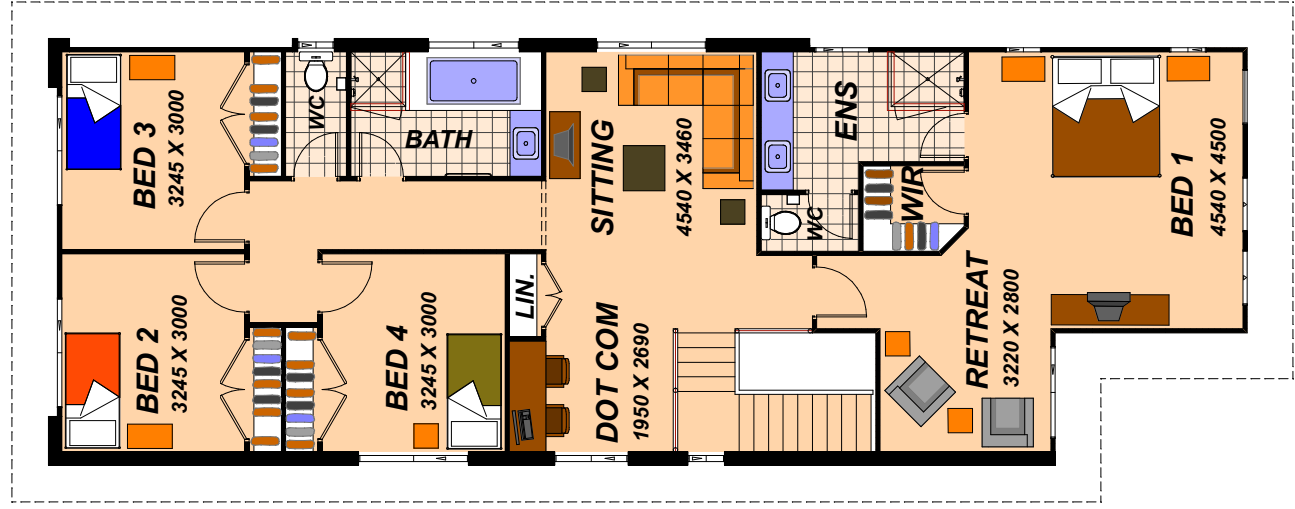 BED 3
3245 X 3000
WC
BATH
SITTING
4540 X 3460
ENS
WC
WIR
BED 1
4540 X 4500
BED 2
3245 X 3000
BED 4
3245 X 3000
LIN.
DOT COM
1950 X 2690
RETREAT
3220 X 2800